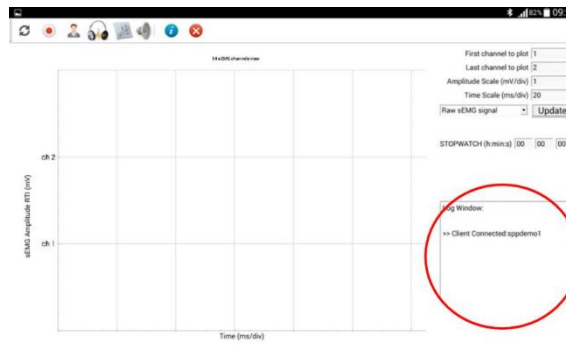 82% 09:
First channel to plot 1
Last channel to plot 2
Amplitude Scale (mV/div) 1
Time Scale (ms/div) 20
Raw sEMG signal Update
STOPWATCH (h:min:s) 00 00 00
ch 2
ch 1
sEMG Amplitude RTI (mV)
Time (ms/div)
Log Window:
>> Client Connected:sppdemo1